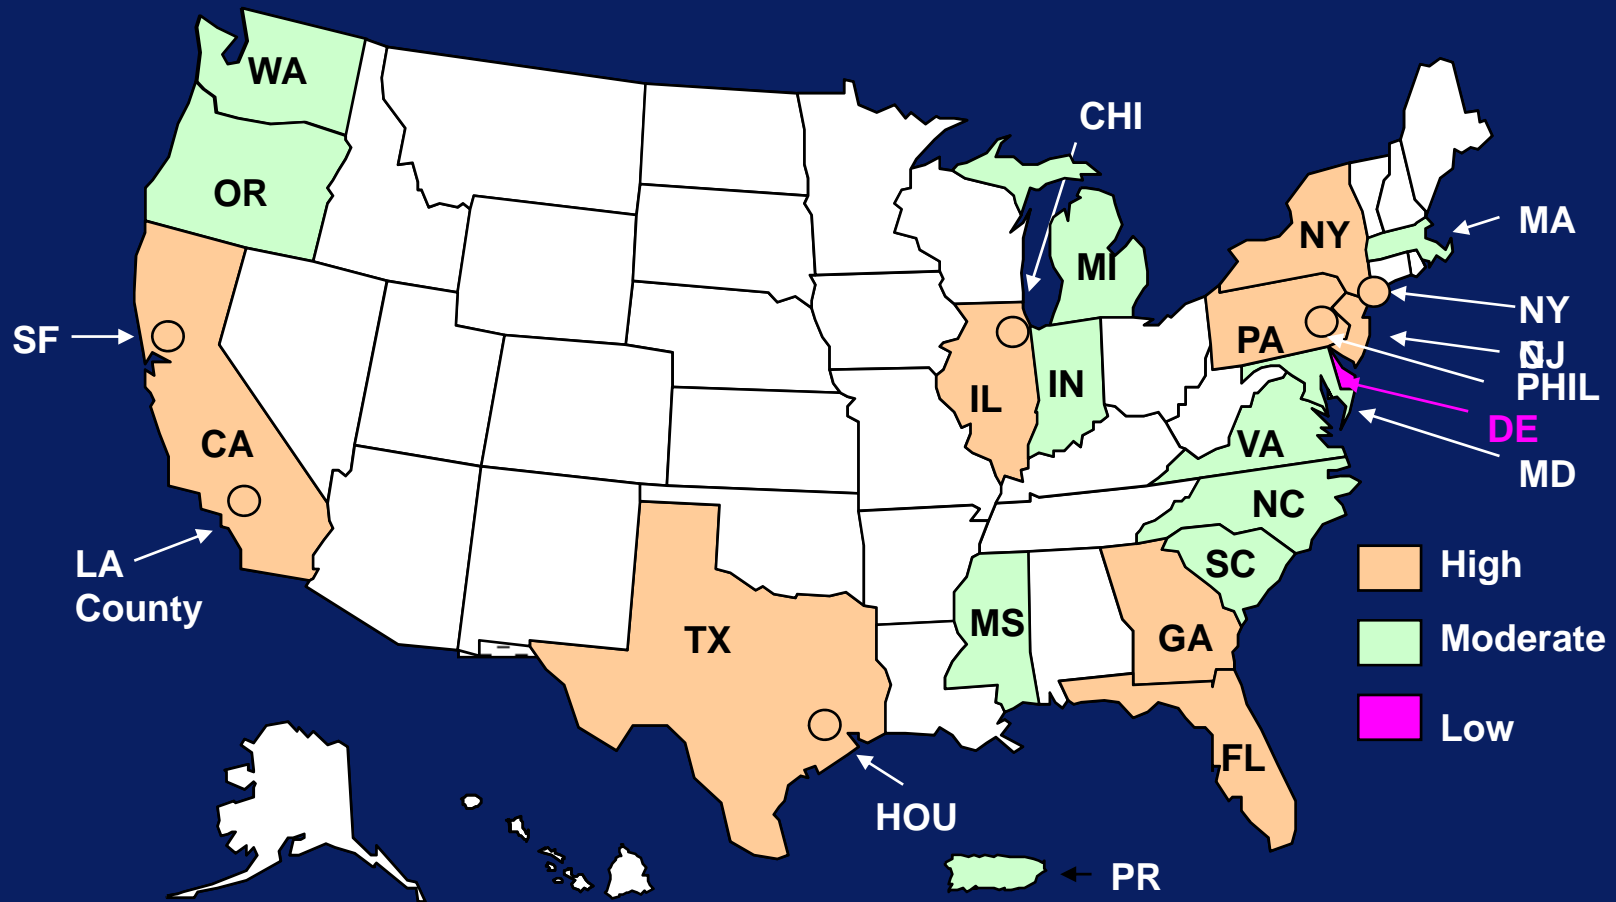 WA
CHI
OR
MA
NY
MI
NY
SF
NJ
PA
PHIL
IN
IL
DE
CA
VA
MD
NC
LA
County
SC
High
MS
TX
GA
Moderate
Low
FL
HOU
PR